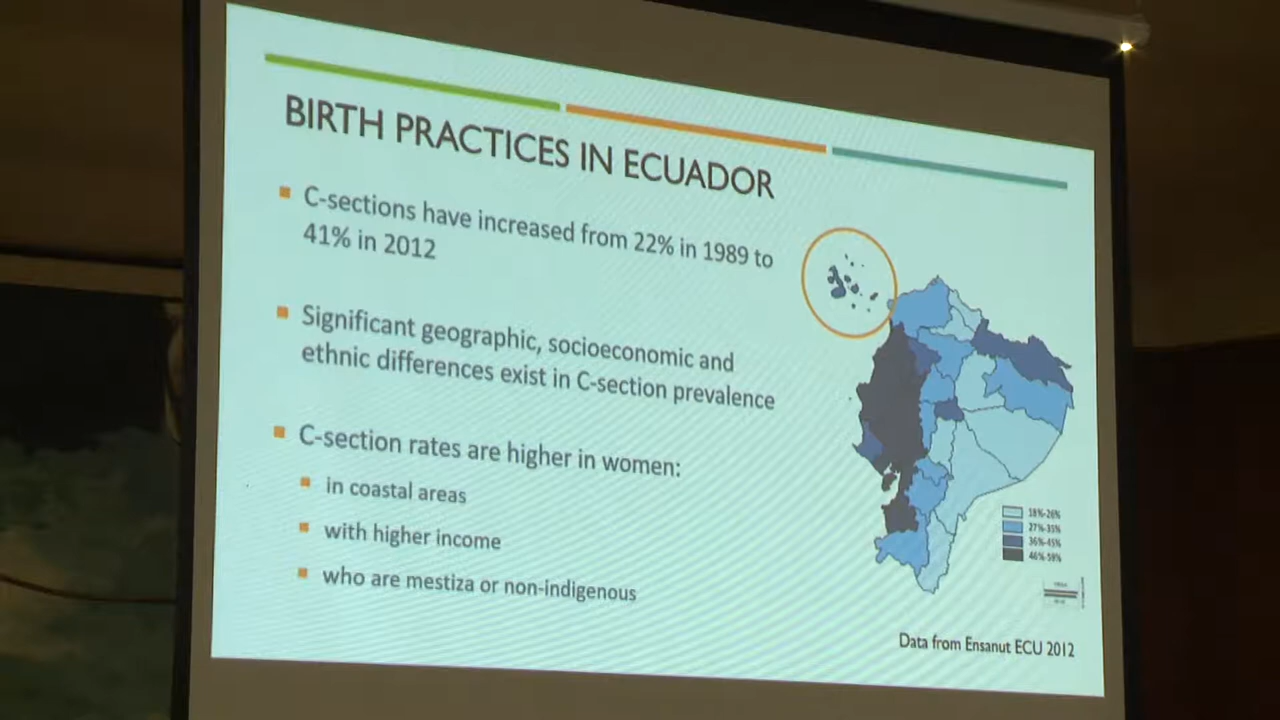 BIRTH PRACTICES IN ECUADOR
C-sections have increased from 22% in 1989 to
41% in 2012
Significant geographic, socioeconomic and
ethnic differences exist in C-section prevalence
C-section rates are higher in women:
in coastal areas
with higher income
who are mestiza or non-indigenous
18%-26%
27%-35%
36%-45%
46%-58%
Data from Ensanut ECU 2012